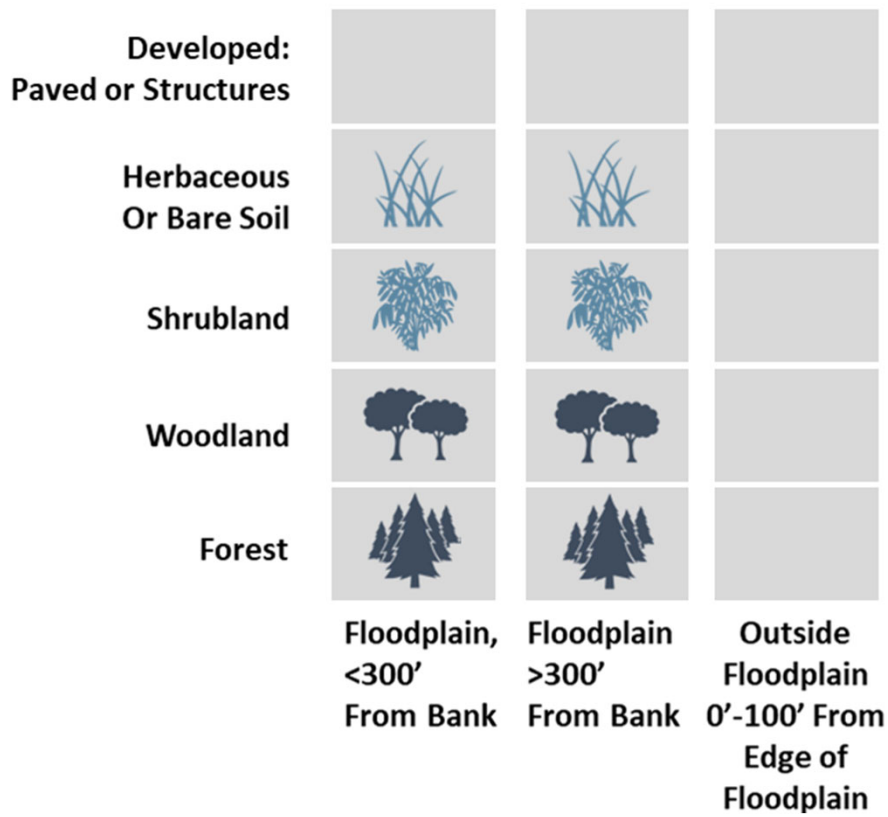 Developed:
Paved or Structures
Herbaceous
Or Bare Soil
Shrubland
Woodland
Forest
Floodplain,
<300’
From Bank
Floodplain
>300’
From Bank
Outside
Floodplain
0’-100’ From
Edge of
Floodplain